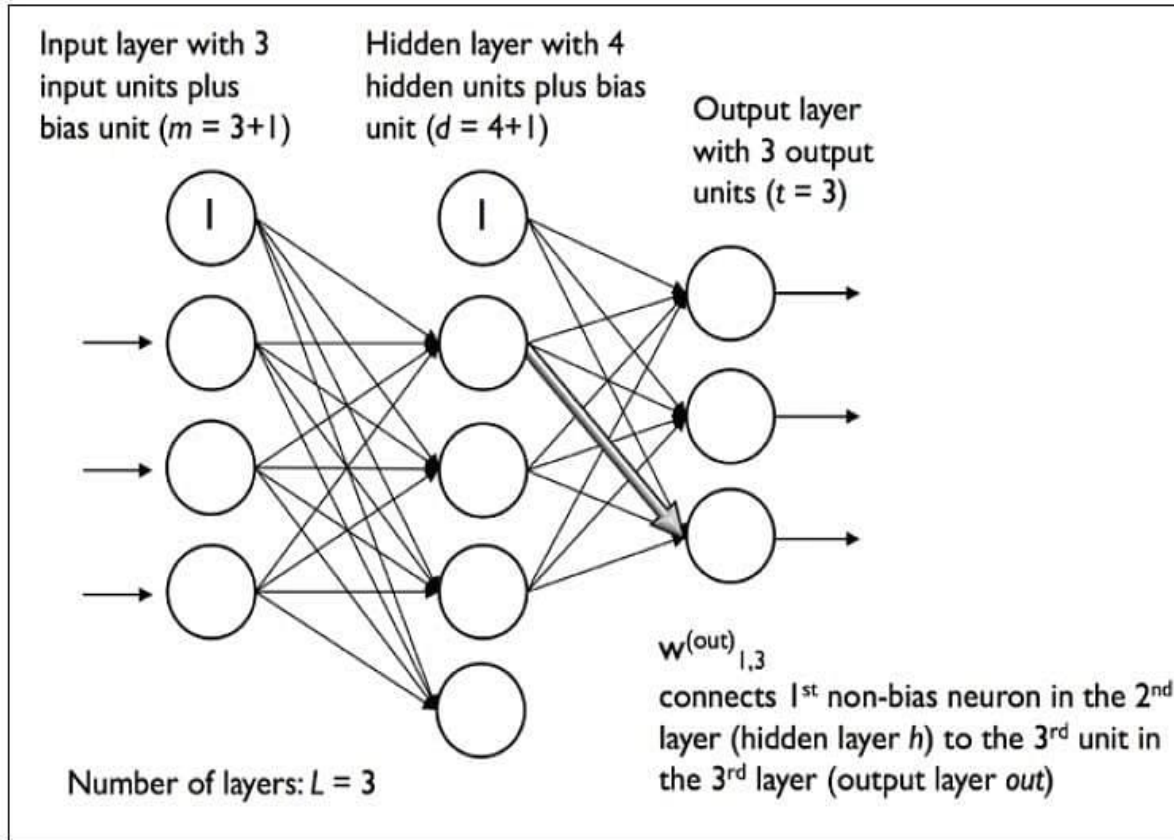 Input layer with 3
input units plus
bias unit (m = 3+1)
Hidden layer with 4
hidden units plus bias
unit (d = 4+1)
Output layer
with 3 output
units (t = 3)
1
1
w(out)1,3
connects 1st non-bias neuron in the 2nd
layer (hidden layer h) to the 3rd unit in
the 3rd layer (output layer out)
Number of layers: L = 3